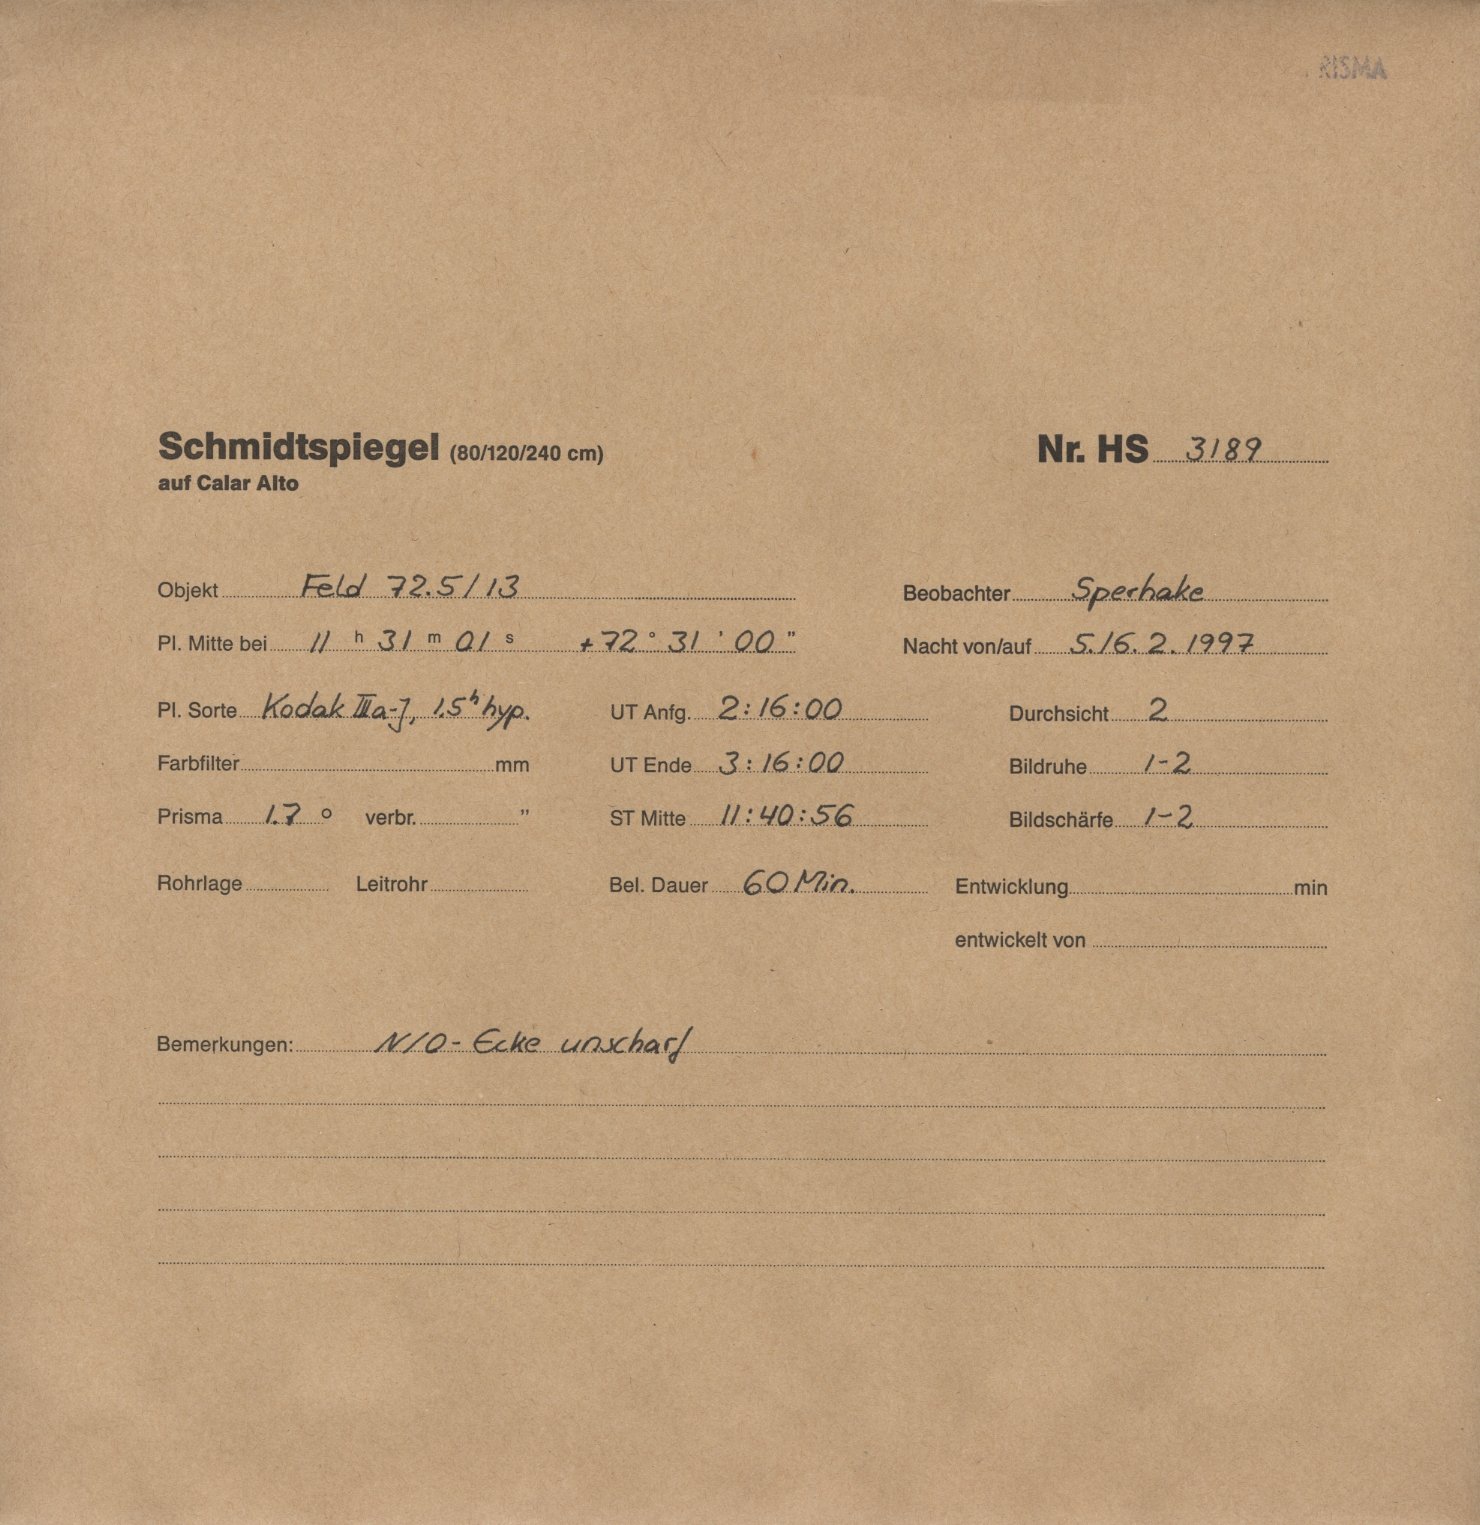 RISMA
Schmidtspiegel (80/120/240 cm) Nr. HS 3189
auf Calar Alto
Objekt Feld 72.5/13 Beobachter Sperhake
Pl. Mitte bei 11 h 31 m 01 s +72 ° 31 ' 00 " Nacht von/auf 5./6.2.1997
Pl. Sorte Kodak IIIa-J, 1.5h hyp. UT Anfg. 2:16:00 Durchsicht 2
Farbfilter mm UT Ende 3:16:00 Bildruhe 1-2
Prisma 1.7 ° verbr. " ST Mitte 11:40:56 Bildschärfe 1-2
Rohrlage Leitrohr Bel. Dauer 60 Min. Entwicklung min
entwickelt von
Bemerkungen: N/O-Ecke unscharf